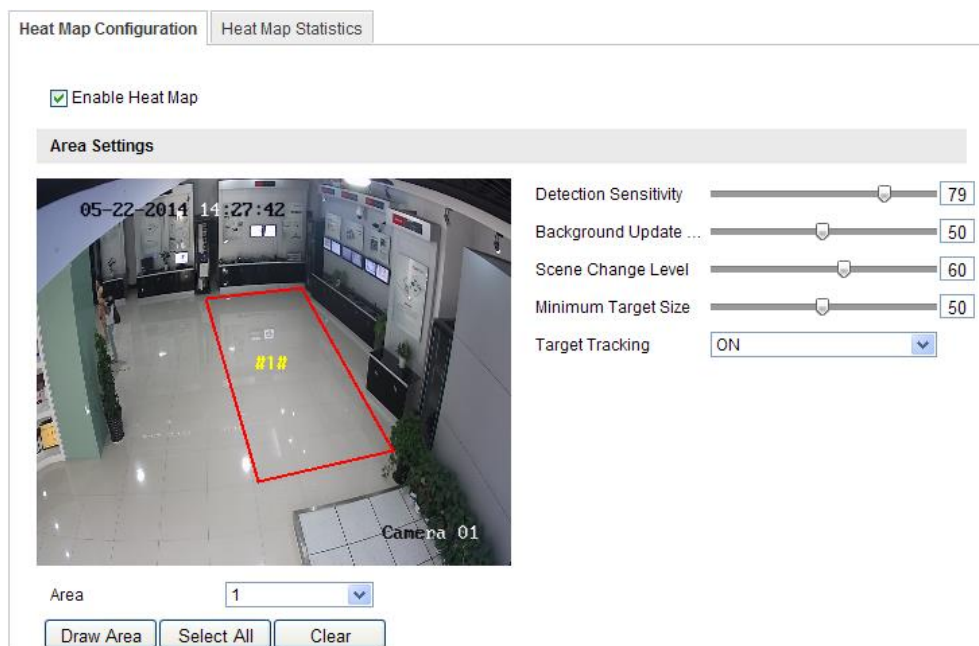 Heat Map Configuration
Heat Map Statistics
Enable Heat Map
Area Settings
05-22-2014 14:27:42
#1#
Camera 01
Detection Sensitivity 79
Background Update ... 50
Scene Change Level 60
Minimum Target Size 50
Target Tracking ON
Area 1
Draw Area Select All Clear